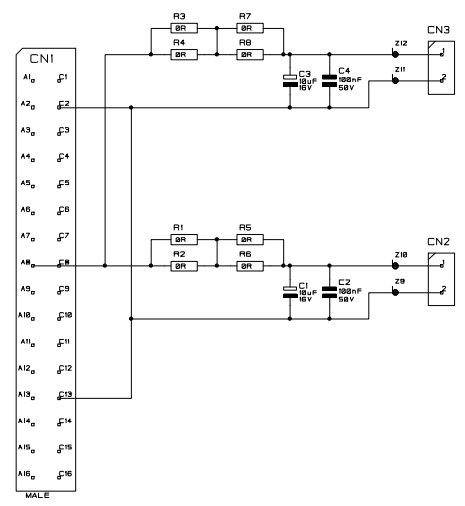 R3 R7
0R 0R
R4 R8
0R 0R
Z12 CN3
1
Z11
2
C3 C4
10uF 100nF
16V 50V
CN1
A1 C1
A2 C2
A3 C3
A4 C4
A5 C5
A6 C6
A7 C7
A8 C8
A9 C9
A10 C10
A11 C11
A12 C12
A13 C13
A14 C14
A15 C15
A16 C16
MALE
R1 R5
0R 0R
R2 R6
0R 0R
Z10 CN2
1
Z9
2
C1 C2
10uF 100nF
16V 50V